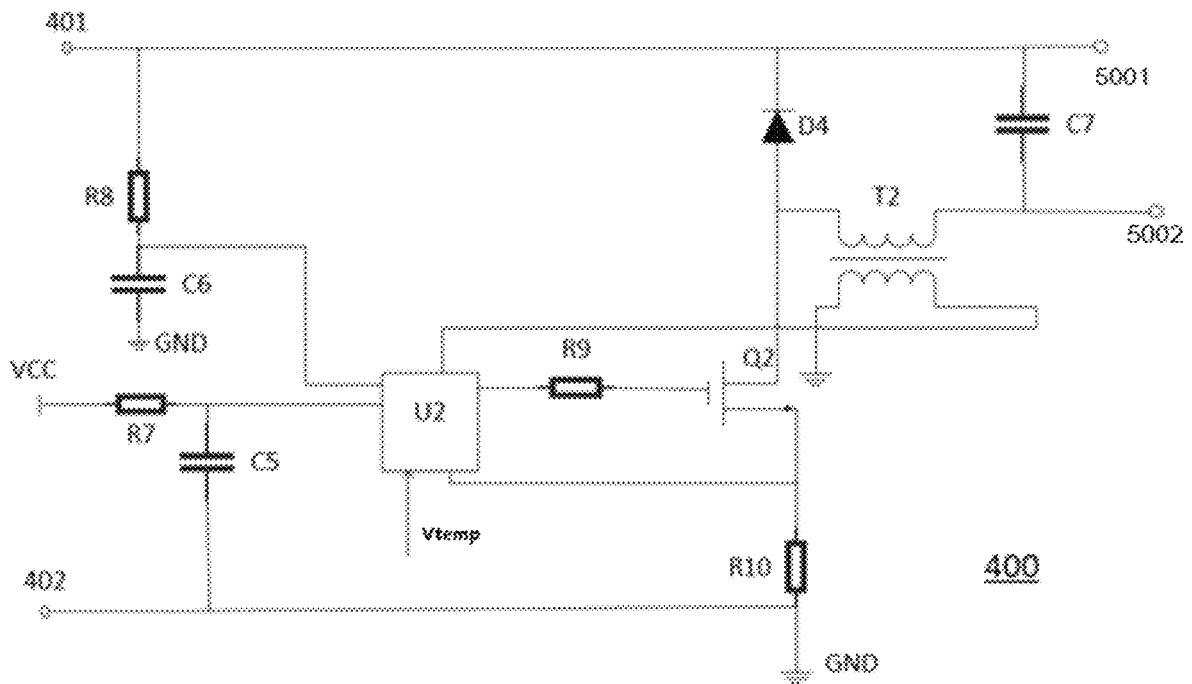 401
5001
D4
C7
R8
T2
5002
C6
GND
R9
Q2
VCC
U2
R7
C5
Vtemp
R10
400
402
GND